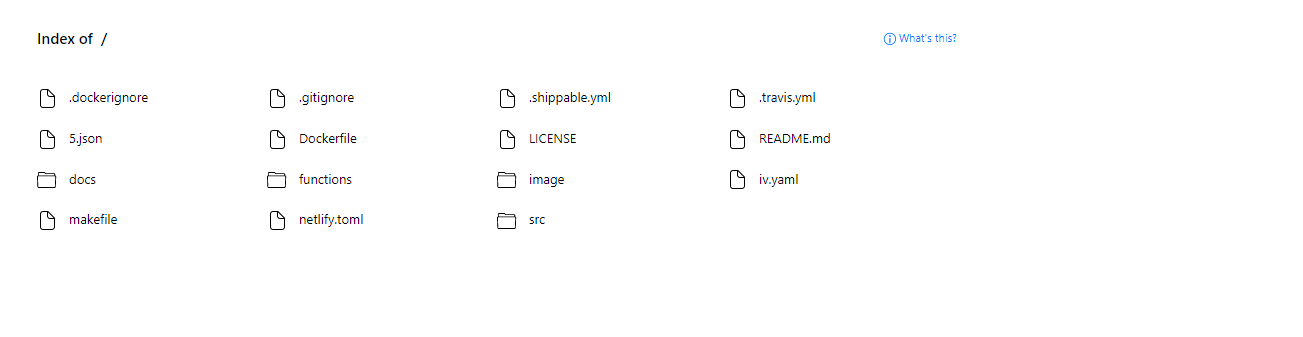 Index of /
What's this?
.dockerignore
.gitignore
.shippable.yml
.travis.yml
5.json
Dockerfile
LICENSE
README.md
docs
functions
image
iv.yaml
makefile
netlify.toml
src